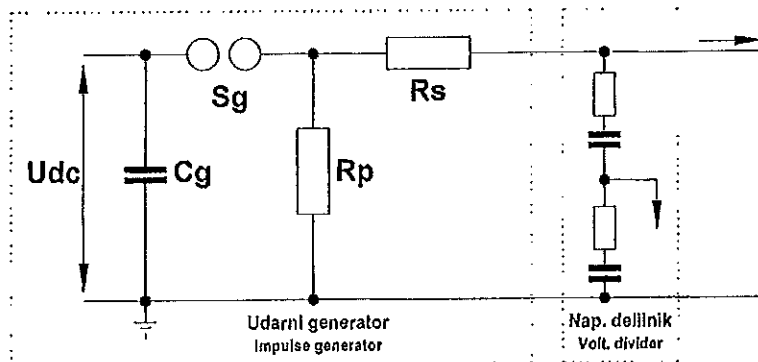 Sg
Rs
Udc
Cg
Rp
Udarni generator
Impulse generator
Nap. delilnik
Volt. divider